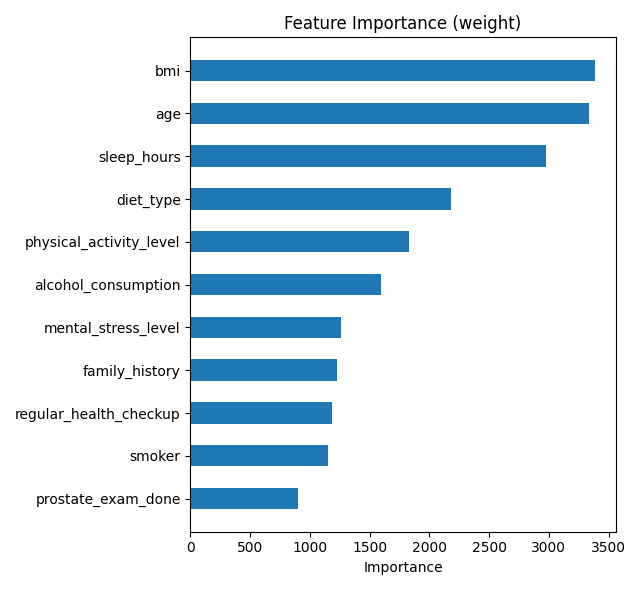 Feature Importance (weight)
bmi
age
sleep_hours
diet_type
physical_activity_level
alcohol_consumption
mental_stress_level
family_history
regular_health_checkup
smoker
prostate_exam_done
0 500 1000 1500 2000 2500 3000 3500
Importance